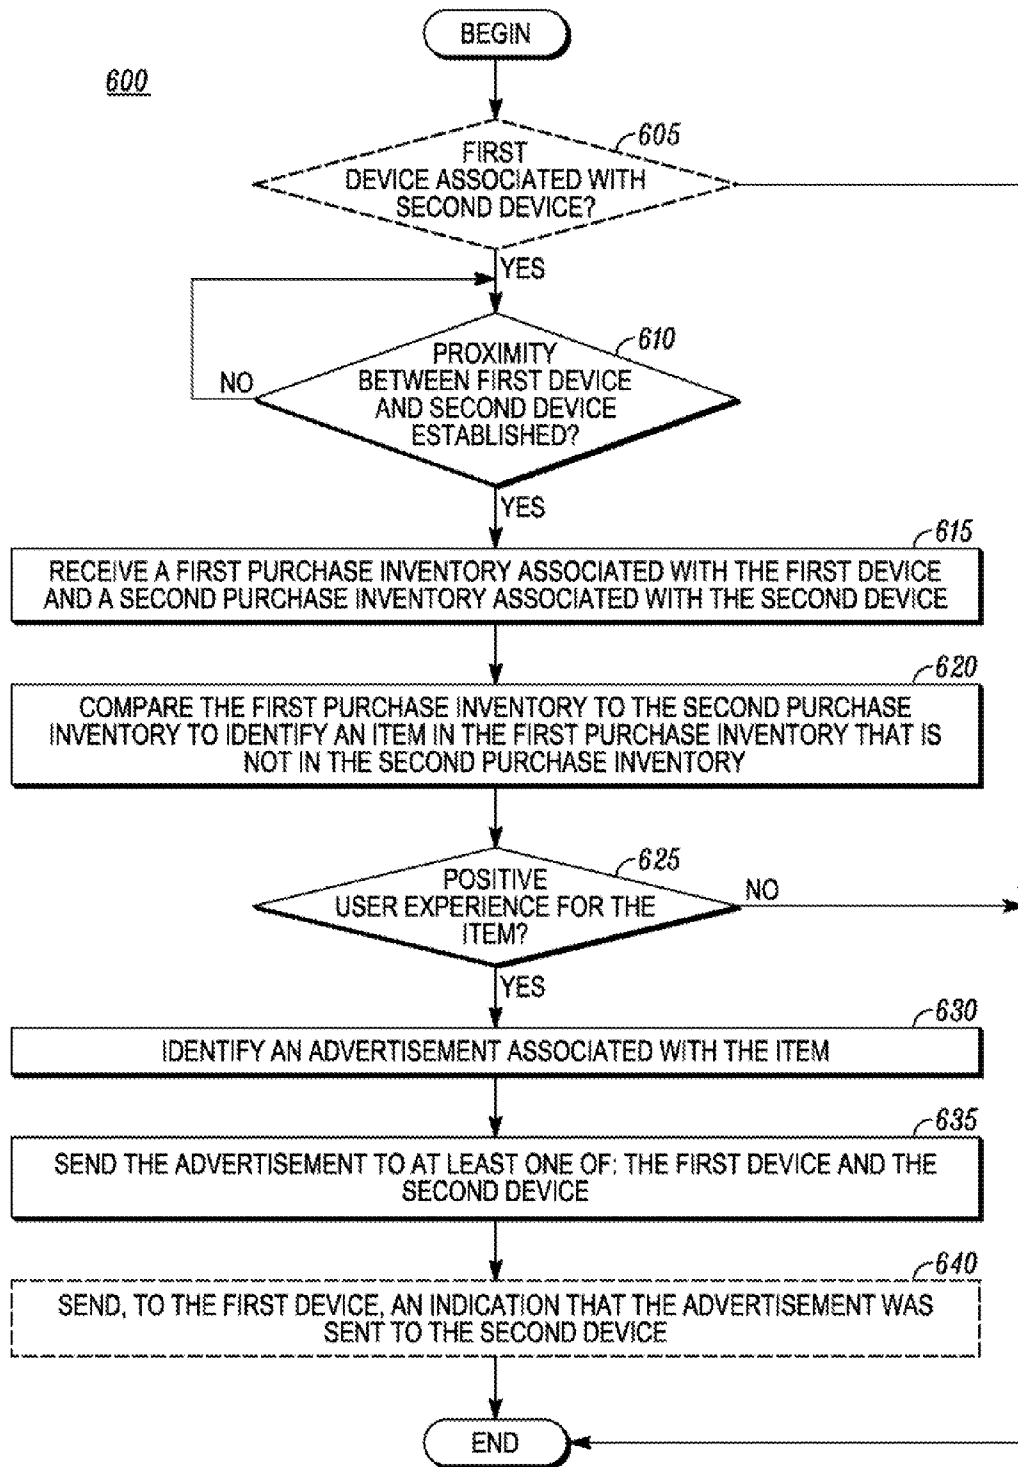 BEGIN
600
605
FIRST
DEVICE ASSOCIATED WITH
SECOND DEVICE?
YES
610
PROXIMITY
BETWEEN FIRST DEVICE
AND SECOND DEVICE
ESTABLISHED?
NO
YES
615
RECEIVE A FIRST PURCHASE INVENTORY ASSOCIATED WITH THE FIRST DEVICE
AND A SECOND PURCHASE INVENTORY ASSOCIATED WITH THE SECOND DEVICE
620
COMPARE THE FIRST PURCHASE INVENTORY TO THE SECOND PURCHASE
INVENTORY TO IDENTIFY AN ITEM IN THE FIRST PURCHASE INVENTORY THAT IS
NOT IN THE SECOND PURCHASE INVENTORY
625
POSITIVE
USER EXPERIENCE FOR THE
ITEM?
NO
YES
630
IDENTIFY AN ADVERTISEMENT ASSOCIATED WITH THE ITEM
635
SEND THE ADVERTISEMENT TO AT LEAST ONE OF: THE FIRST DEVICE AND THE
SECOND DEVICE
640
SEND, TO THE FIRST DEVICE, AN INDICATION THAT THE ADVERTISEMENT WAS
SENT TO THE SECOND DEVICE
END